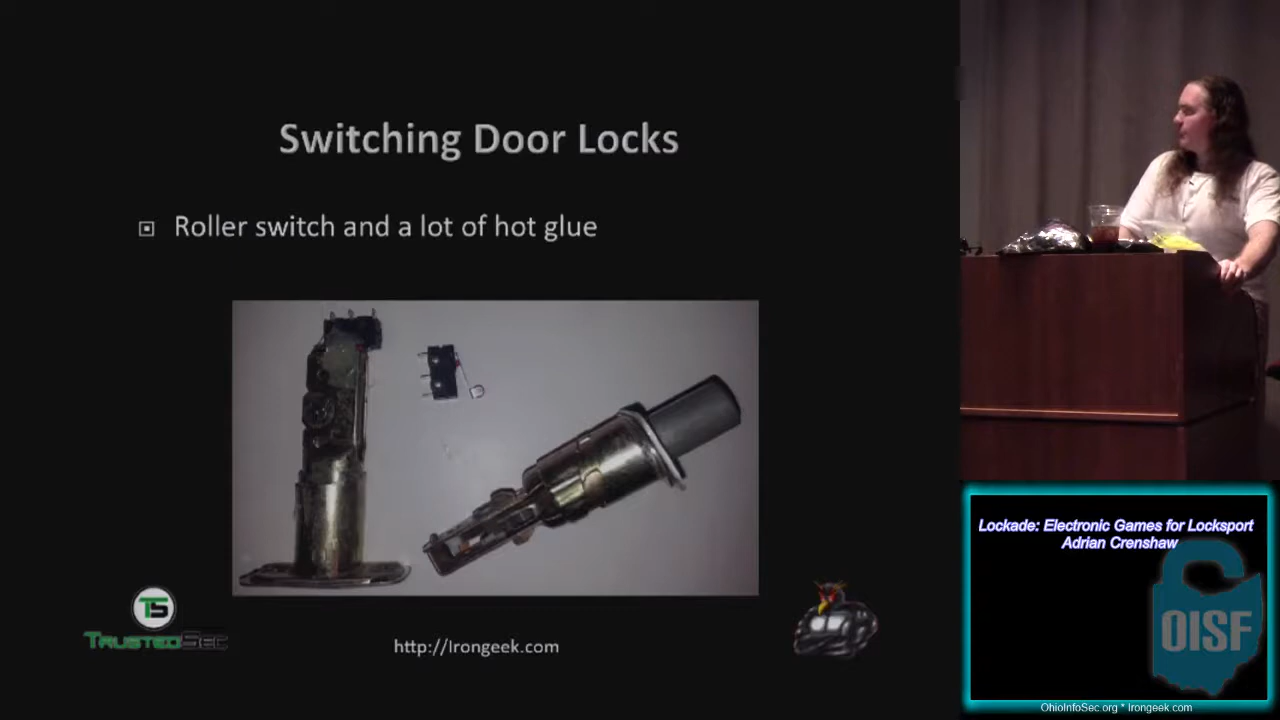 Switching Door Locks
Roller switch and a lot of hot glue
TS
TRUSTEDSEC
http://Irongeek.com
Lockade: Electronic Games for Locksport
Adrian Crenshaw
OISF
OhioInfoSec.org * Irongeek.com